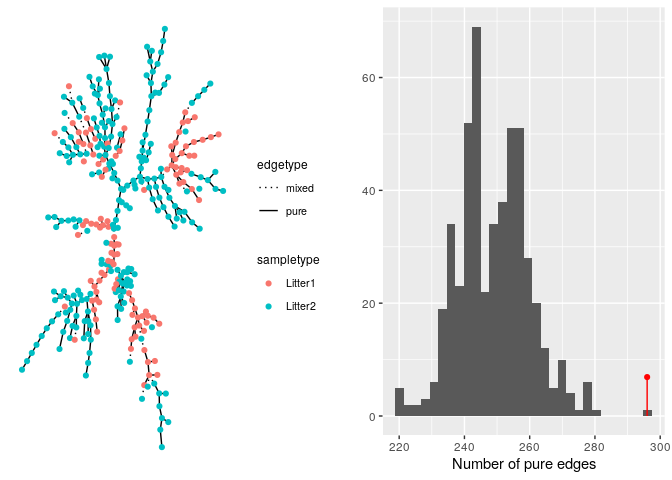 edgetype
mixed
pure
sampletype
Litter1
Litter2
60
40
20
0
220 240 260 280 300
Number of pure edges